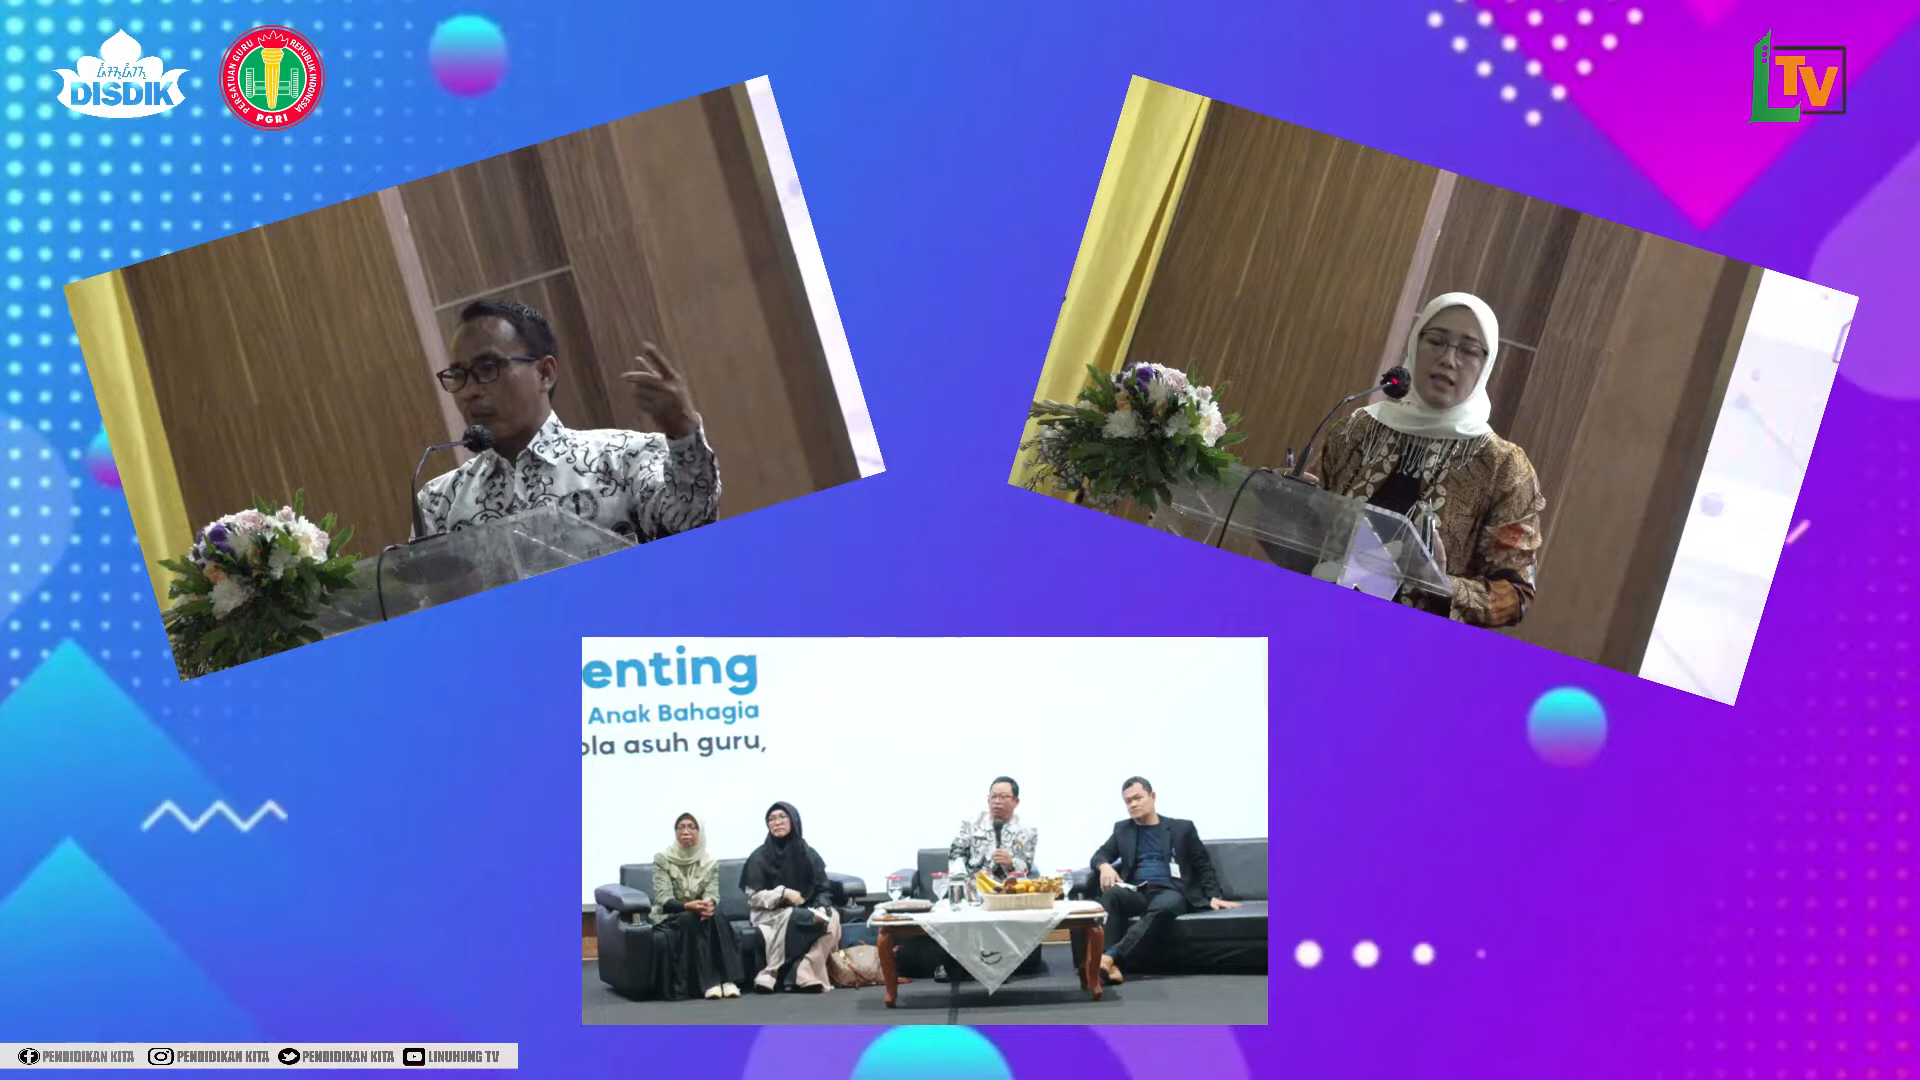 DISDIK
PERSATUAN GURU REPUBLIK INDONESIA
PGRI
LTV
enting
Anak Bahagia
ola asuh guru,
PENDIDIKAN KITA PENDIDIKAN KITA PENDIDIKAN KITA LINUHUNG TV